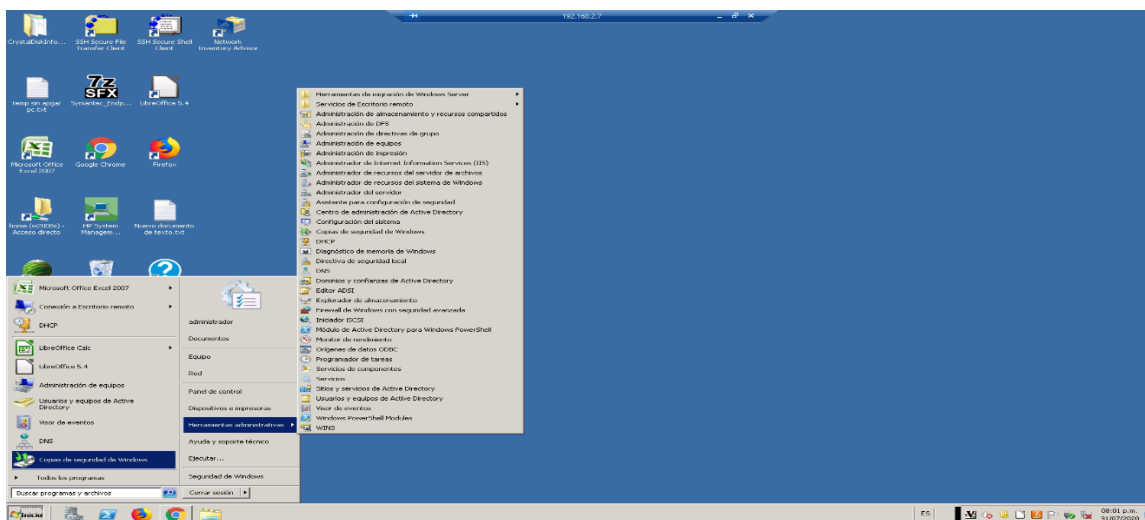 192.168.2.7
CrystalDiskInfo...
SSH Secure File
Transfer Client
SSH Secure Shell
Client
Network
Inventory Advisor
temp sin apgar
pc.txt
7z
SFX
Symantec_Endp...
LibreOffice 5.4
Microsoft Office
Excel 2007
Google Chrome
Firefox
home (w2008s) -
Acceso directo
HP System
Managem...
Nuevo documento
de texto.txt
Microsoft Office Excel 2007
Conexión a Escritorio remoto
DHCP
LibreOffice Calc
LibreOffice 5.4
Administración de equipos
Usuarios y equipos de Active
Directory
Visor de eventos
DNS
Copias de seguridad de Windows
Todos los programas
Buscar programas y archivos
administrador
Documentos
Equipo
Red
Panel de control
Dispositivos e impresoras
Herramientas administrativas
Ayuda y soporte técnico
Ejecutar...
Seguridad de Windows
Cerrar sesión
Herramientas de migración de Windows Server
Servicios de Escritorio remoto
Administración de almacenamiento y recursos compartidos
Administración de DFS
Administración de directivas de grupo
Administración de equipos
Administración de impresión
Administrador de Internet Information Services (IIS)
Administrador de recursos del servidor de archivos
Administrador de recursos del sistema de Windows
Administrador del servidor
Asistente para configuración de seguridad
Centro de administración de Active Directory
Configuración del sistema
Copias de seguridad de Windows
DHCP
Diagnóstico de memoria de Windows
Directiva de seguridad local
DNS
Dominios y confianzas de Active Directory
Editor ADSI
Explorador de almacenamiento
Firewall de Windows con seguridad avanzada
Iniciador iSCSI
Módulo de Active Directory para Windows PowerShell
Monitor de rendimiento
Orígenes de datos ODBC
Programador de tareas
Servicios de componentes
Servicios
Sitios y servicios de Active Directory
Usuarios y equipos de Active Directory
Visor de eventos
Windows PowerShell Modules
WINS
Inicio
ES
08:01 p.m.
31/07/2020